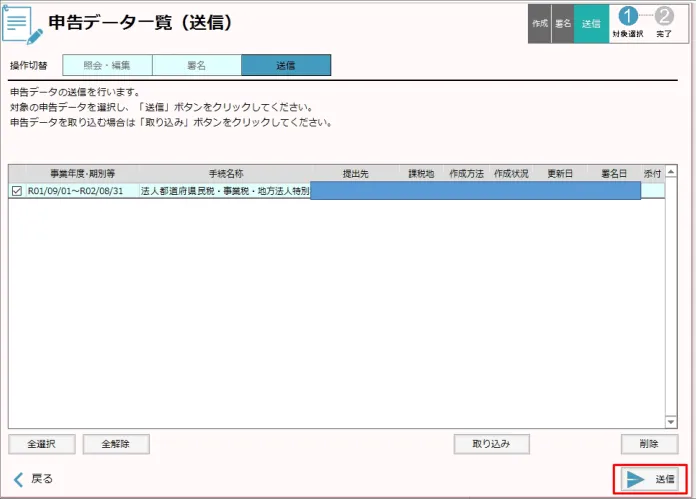 申告データ一覧（送信）
作成 署名 送信 1 2
対象選択 完了
操作切替 照会・編集 署名 送信
申告データの送信を行います。
対象の申告データを選択し、「送信」ボタンをクリックしてください。
申告データを取り込む場合は「取り込み」ボタンをクリックしてください。
事業年度・期別等 手続名称 提出先 課税地 作成方法 作成状況 更新日 署名日 添付
R01/09/01～R02/08/31 法人都道府県民税・事業税・地方法人特別
全選択 全解除 取り込み 削除
戻る 送信